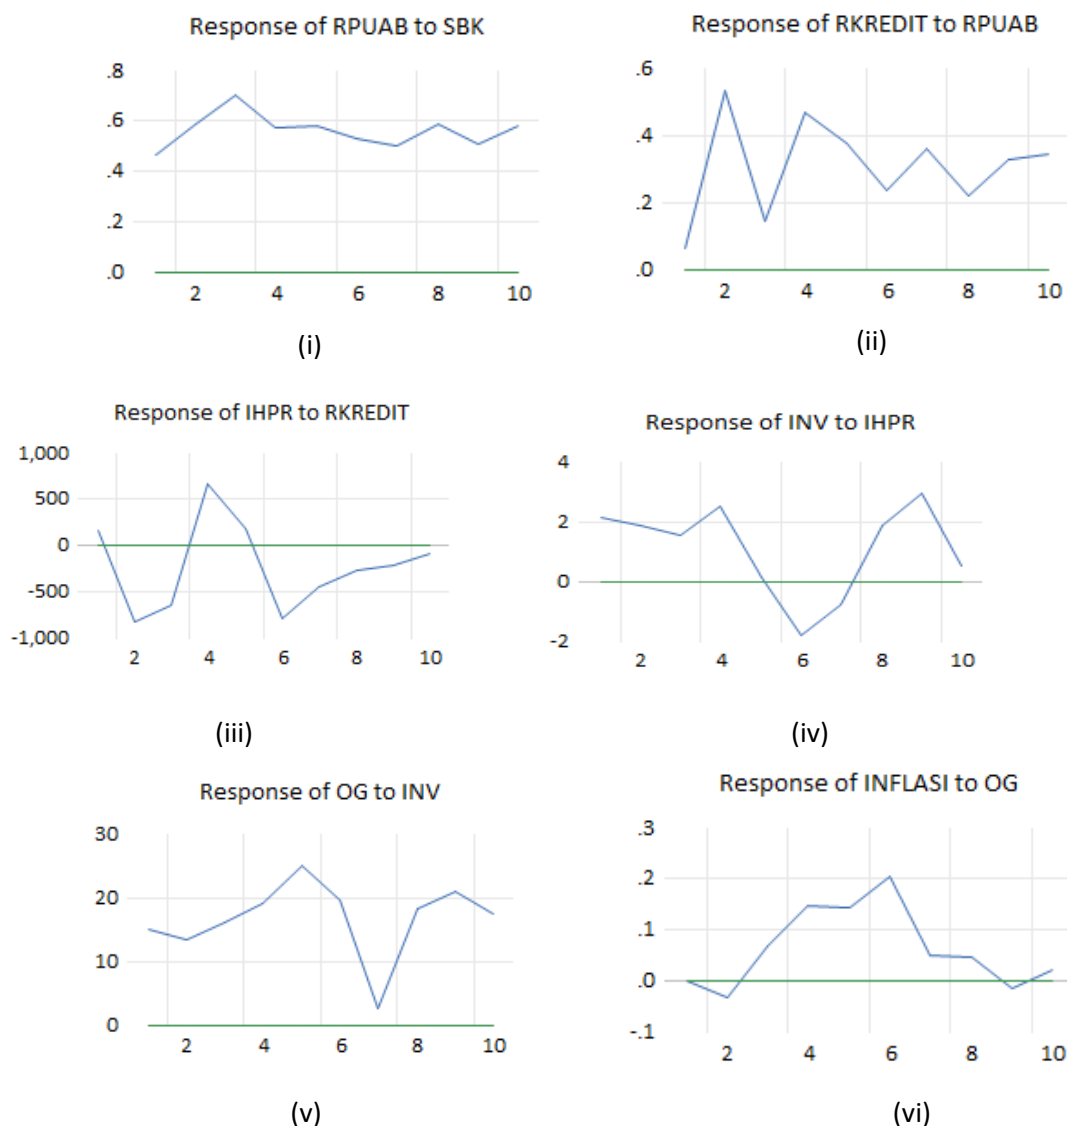 Response of RPUAB to SBK
.8
.6
.4
.2
.0
2 4 6 8 10
(i)
Response of RKREDIT to RPUAB
.6
.4
.2
.0
2 4 6 8 10
(ii)
Response of IHPR to RKREDIT
1,000
500
0
-500
-1,000
2 4 6 8 10
(iii)
Response of INV to IHPR
4
2
0
-2
2 4 6 8 10
(iv)
Response of OG to INV
30
20
10
0
2 4 6 8 10
(v)
Response of INFLASI to OG
.3
.2
.1
.0
-.1
2 4 6 8 10
(vi)